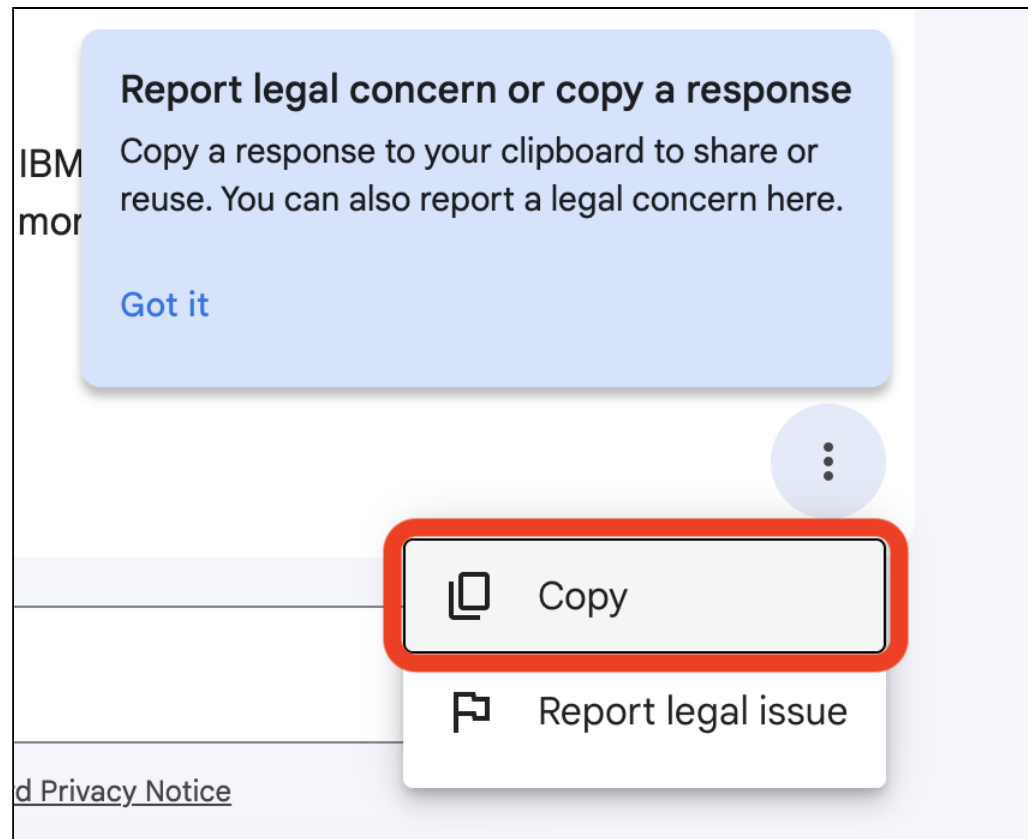 Report legal concern or copy a response
Copy a response to your clipboard to share or
reuse. You can also report a legal concern here.
Got it
IBM
mor
Copy
Report legal issue
d Privacy Notice